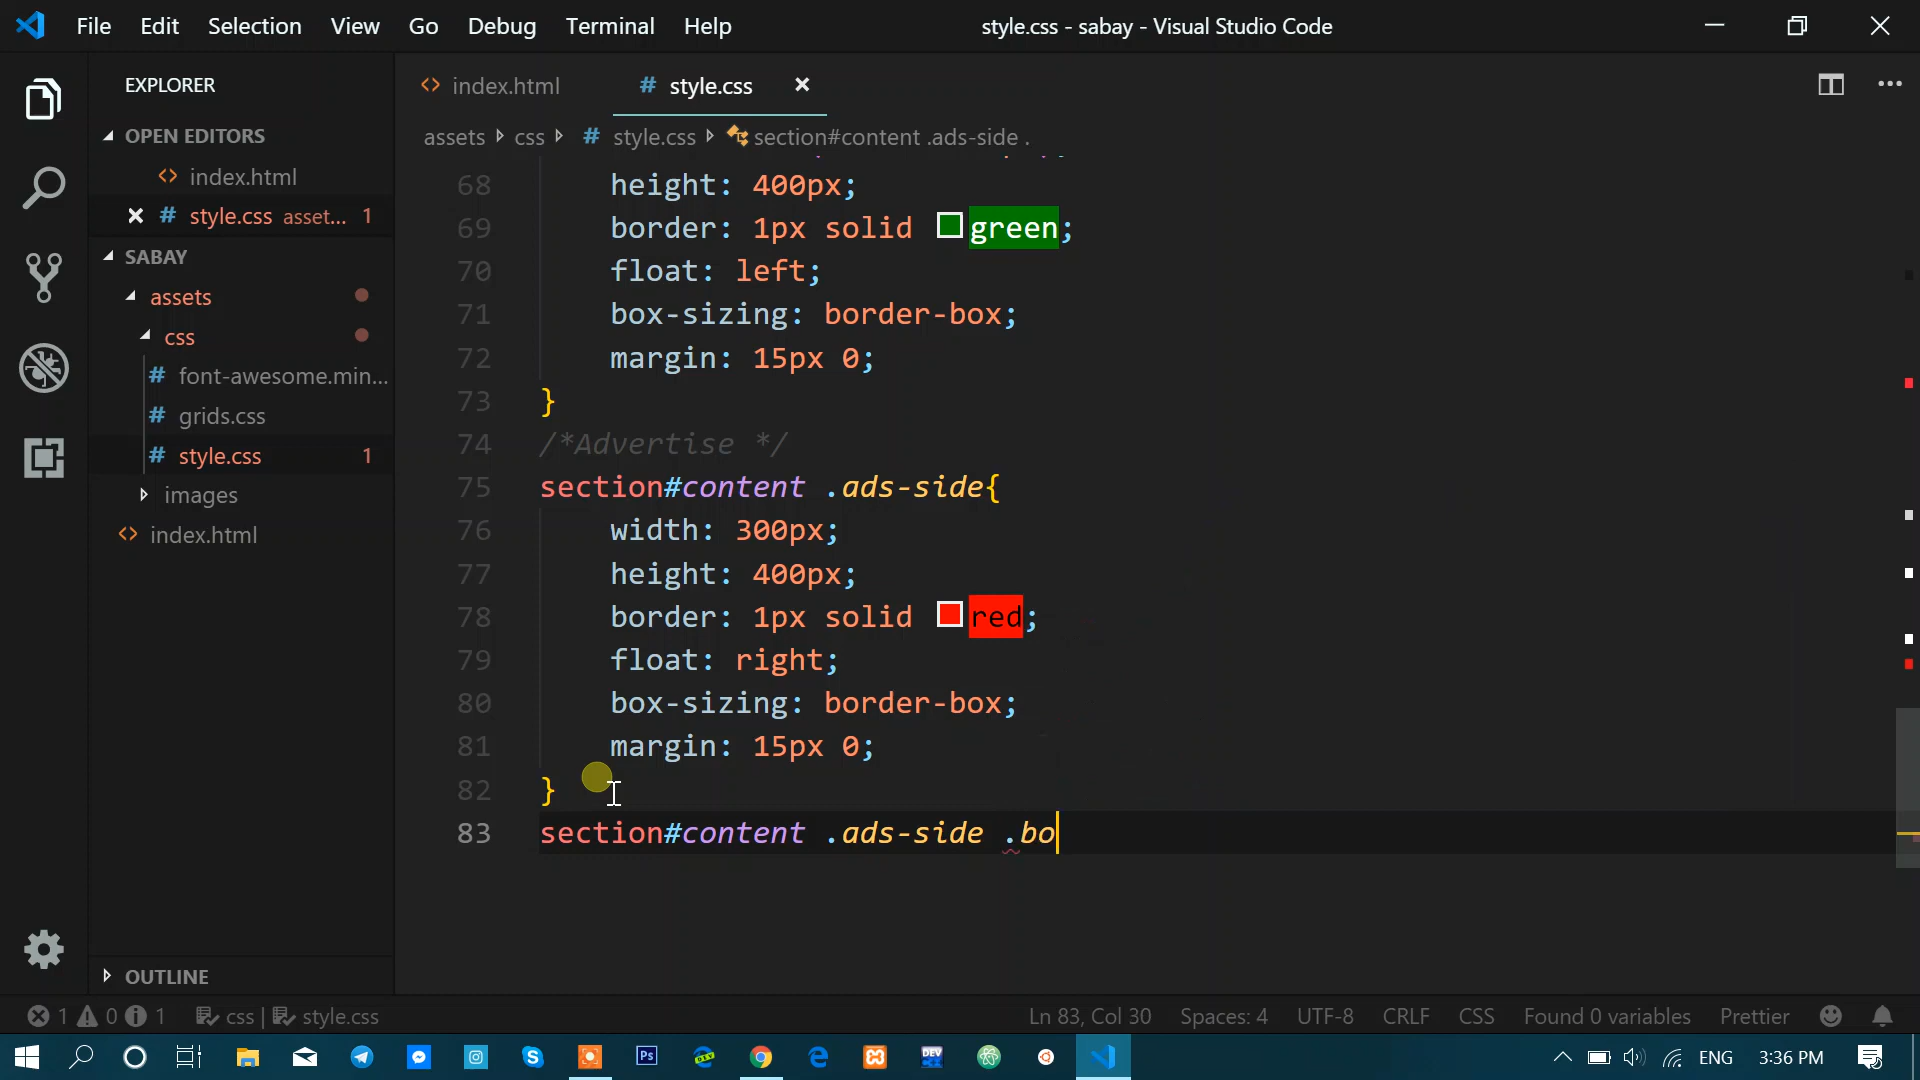 File Edit Selection View Go Debug Terminal Help
style.css - sabay - Visual Studio Code
EXPLORER
OPEN EDITORS
index.html
style.css asset... 1
SABAY
assets
css
font-awesome.min...
grids.css
style.css 1
images
index.html
OUTLINE
index.html
style.css
assets css style.css section#content .ads-side .
68 height: 400px;
69 border: 1px solid green;
70 float: left;
71 box-sizing: border-box;
72 margin: 15px 0;
73 }
74 /*Advertise */
75 section#content .ads-side{
76 width: 300px;
77 height: 400px;
78 border: 1px solid red;
79 float: right;
80 box-sizing: border-box;
81 margin: 15px 0;
82 }
83 section#content .ads-side .bo
1 0 1 css | style.css Ln 83, Col 30 Spaces: 4 UTF-8 CRLF CSS Found 0 variables Prettier
Ps DEV ENG 3:36 PM